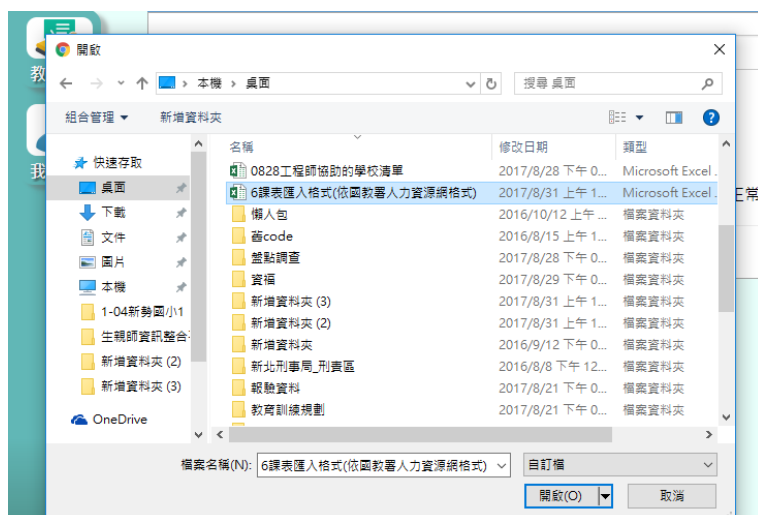 教
我
正常
開啟
本機 › 桌面
搜尋 桌面
組合管理
新增資料夾
名稱 修改日期 類型
快速存取
桌面
下載
文件
圖片
本機
1-04新勢國小1
生親師資訊整合
新增資料夾 (2)
新增資料夾 (3)
OneDrive
0828工程師協助的學校清單 2017/8/28 下午 0... Microsoft Excel .
6課表匯入格式(依國教署人力資源網格式) 2017/8/31 上午 1... Microsoft Excel .
懶人包 2016/10/12 上午 ... 檔案資料夾
舊code 2016/8/15 上午 1... 檔案資料夾
盤點調查 2017/8/28 下午 0... 檔案資料夾
資福 2017/8/29 下午 0... 檔案資料夾
新增資料夾 (3) 2017/8/31 上午 1... 檔案資料夾
新增資料夾 (2) 2017/8/31 上午 1... 檔案資料夾
新增資料夾 2016/9/12 下午 0... 檔案資料夾
新北刑事局_刑責區 2016/8/8 下午 12... 檔案資料夾
報驗資料 2017/8/21 下午 0... 檔案資料夾
教育訓練規劃 2017/8/21 下午 0... 檔案資料夾
檔案名稱(N): 6課表匯入格式(依國教署人力資源網格式) 自訂檔
開啟(O) 取消